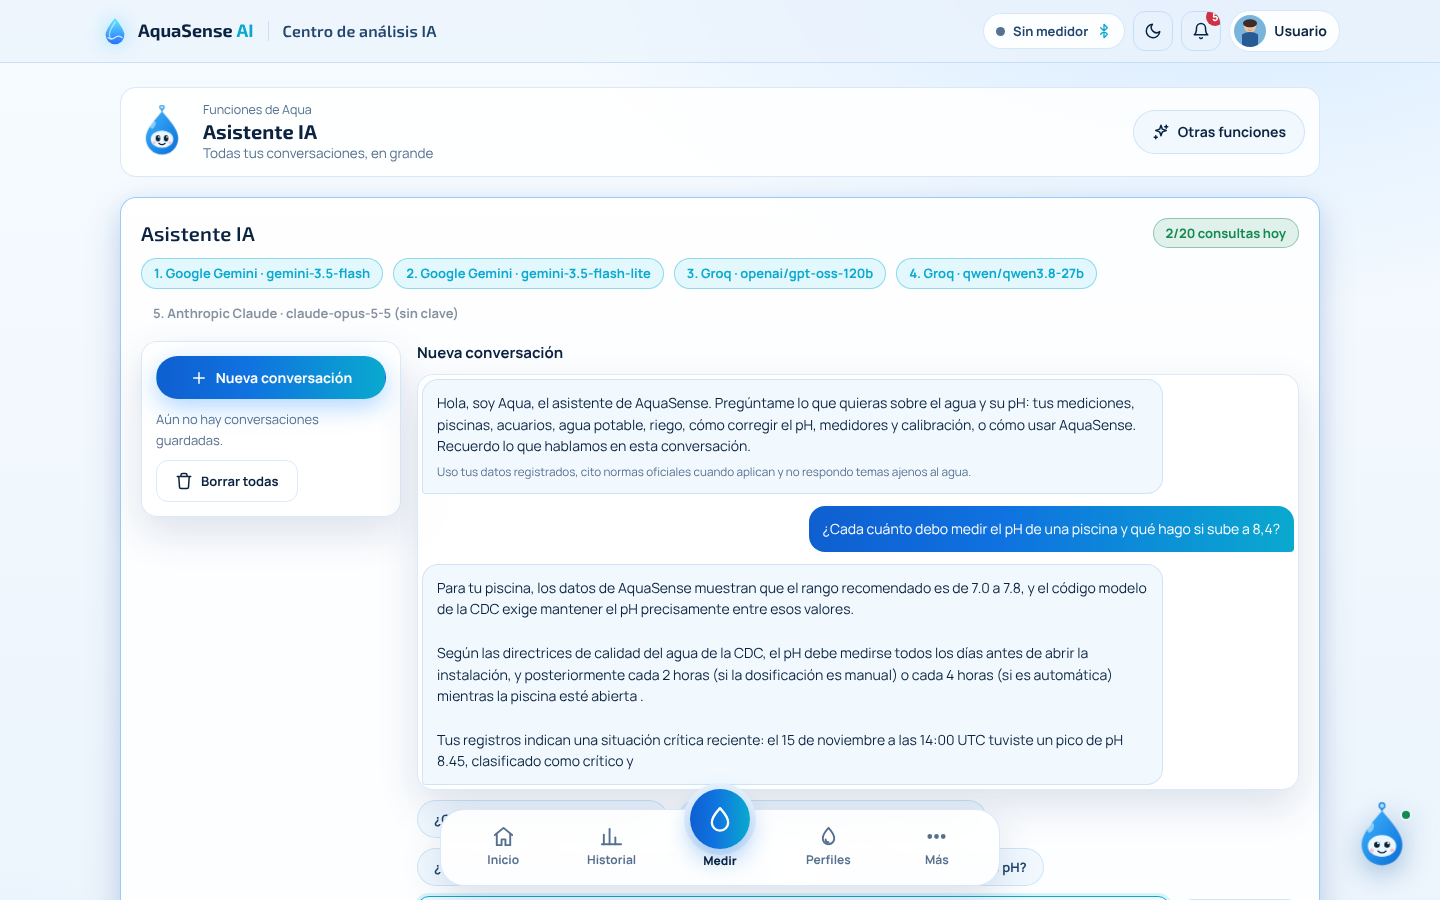 AquaSense AI
Centro de análisis IA
Sin medidor
5
Usuario
Funciones de Aqua
Asistente IA
Todas tus conversaciones, en grande
Otras funciones
Asistente IA
2/20 consultas hoy
1. Google Gemini · gemini-3.5-flash
2. Google Gemini · gemini-3.5-flash-lite
3. Groq · openai/gpt-oss-120b
4. Groq · qwen/qwen3.8-27b
5. Anthropic Claude · claude-opus-5-5 (sin clave)
Nueva conversación
Aún no hay conversaciones
guardadas.
Borrar todas
Nueva conversación
Hola, soy Aqua, el asistente de AquaSense. Pregúntame lo que quieras sobre el agua y su pH: tus mediciones,
piscinas, acuarios, agua potable, riego, cómo corregir el pH, medidores y calibración, o cómo usar AquaSense.
Recuerdo lo que hablamos en esta conversación.
Uso tus datos registrados, cito normas oficiales cuando aplican y no respondo temas ajenos al agua.
¿Cada cuánto debo medir el pH de una piscina y qué hago si sube a 8,4?
Para tu piscina, los datos de AquaSense muestran que el rango recomendado es de 7.0 a 7.8, y el código modelo
de la CDC exige mantener el pH precisamente entre esos valores.
Según las directrices de calidad del agua de la CDC, el pH debe medirse todos los días antes de abrir la
instalación, y posteriormente cada 2 horas (si la dosificación es manual) o cada 4 horas (si es automática)
mientras la piscina esté abierta .
Tus registros indican una situación crítica reciente: el 15 de noviembre a las 14:00 UTC tuviste un pico de pH
8.45, clasificado como crítico y
pH?
Inicio
Historial
Medir
Perfiles
Más